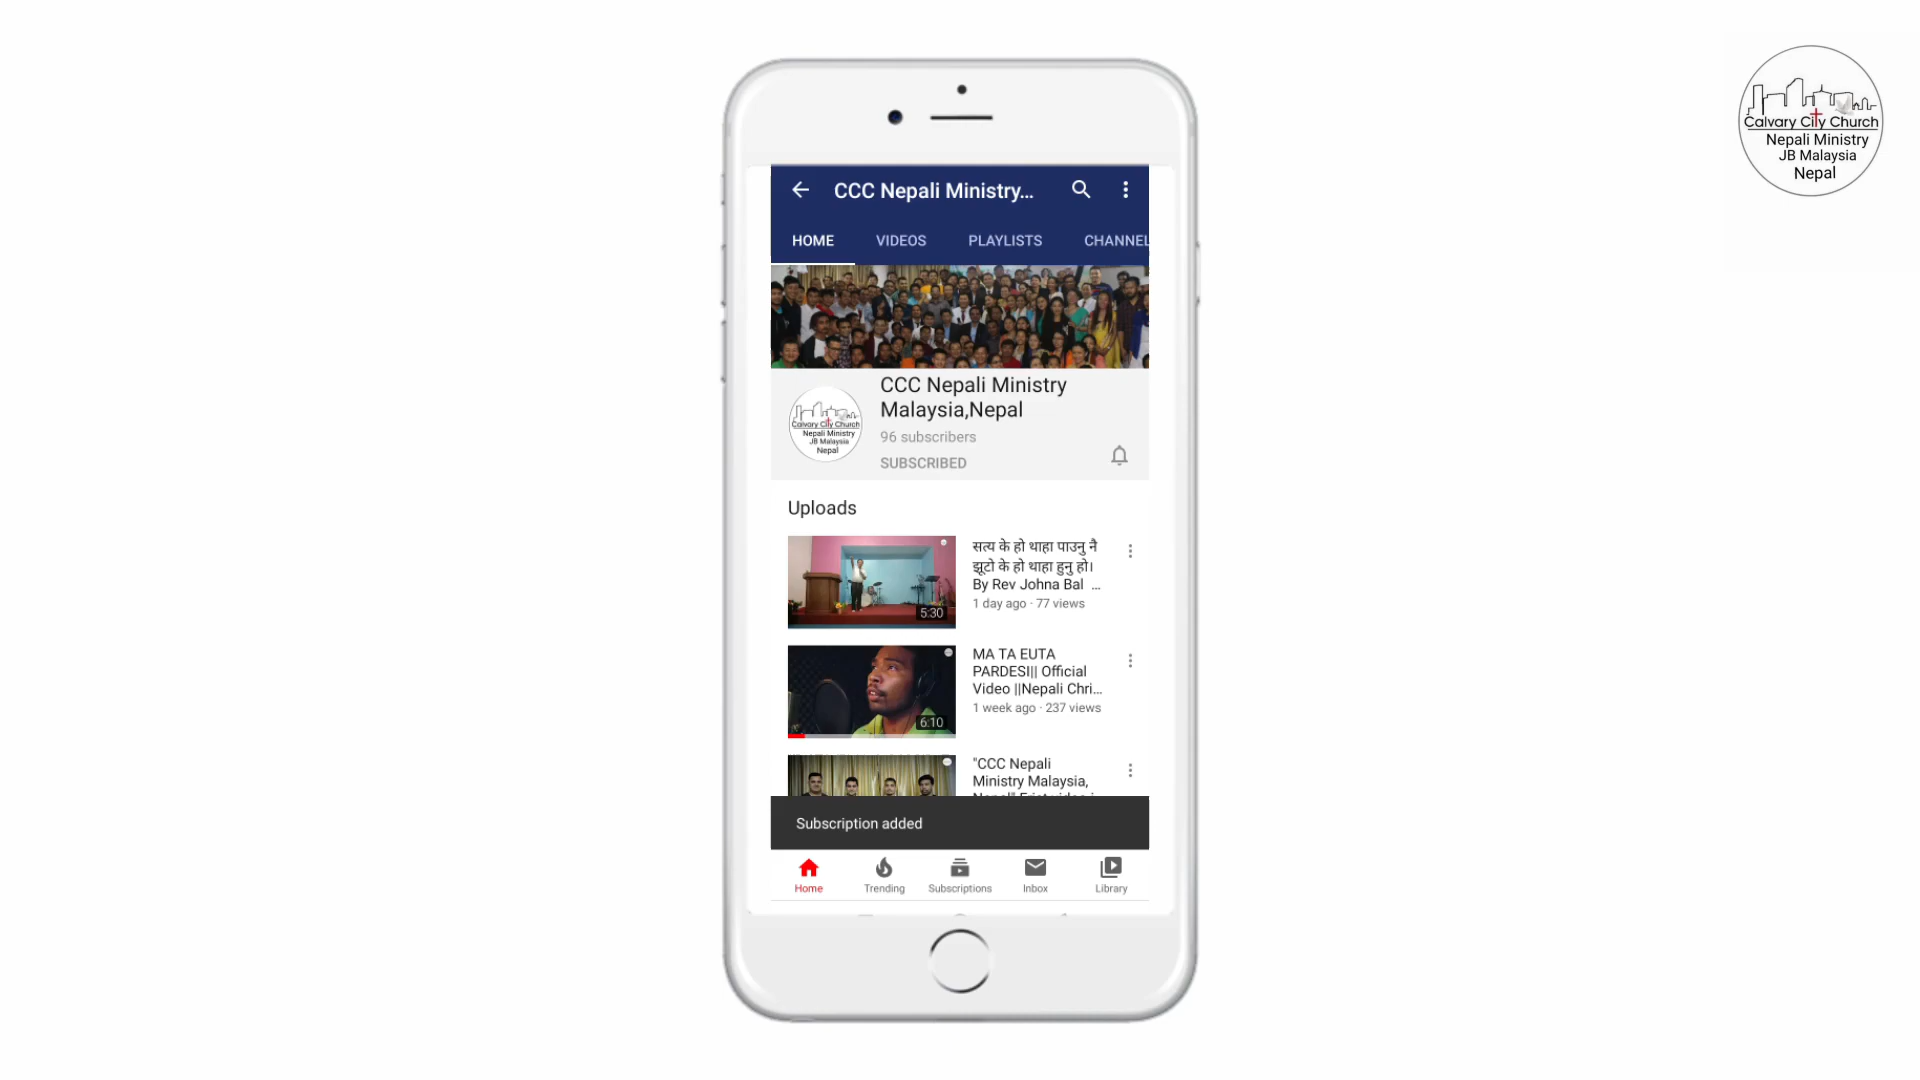 Calvary City Church
Nepali Ministry
JB Malaysia
Nepal
CCC Nepali Ministry...
HOME VIDEOS PLAYLISTS CHANNEL
CCC Nepali Ministry
Malaysia,Nepal
96 subscribers
SUBSCRIBED
Calvary City Church
Nepali Ministry
JB Malaysia
Nepal
Uploads
सत्य के हो थाहा पाउनु नै
झूटो के हो थाहा हुनु हो।
By Rev Johna Bal ...
1 day ago · 77 views
5:30
MA TA EUTA
PARDESI|| Official
Video ||Nepali Chri...
1 week ago · 237 views
6:10
"CCC Nepali
Ministry Malaysia,
Subscription added
Home Trending Subscriptions Inbox Library